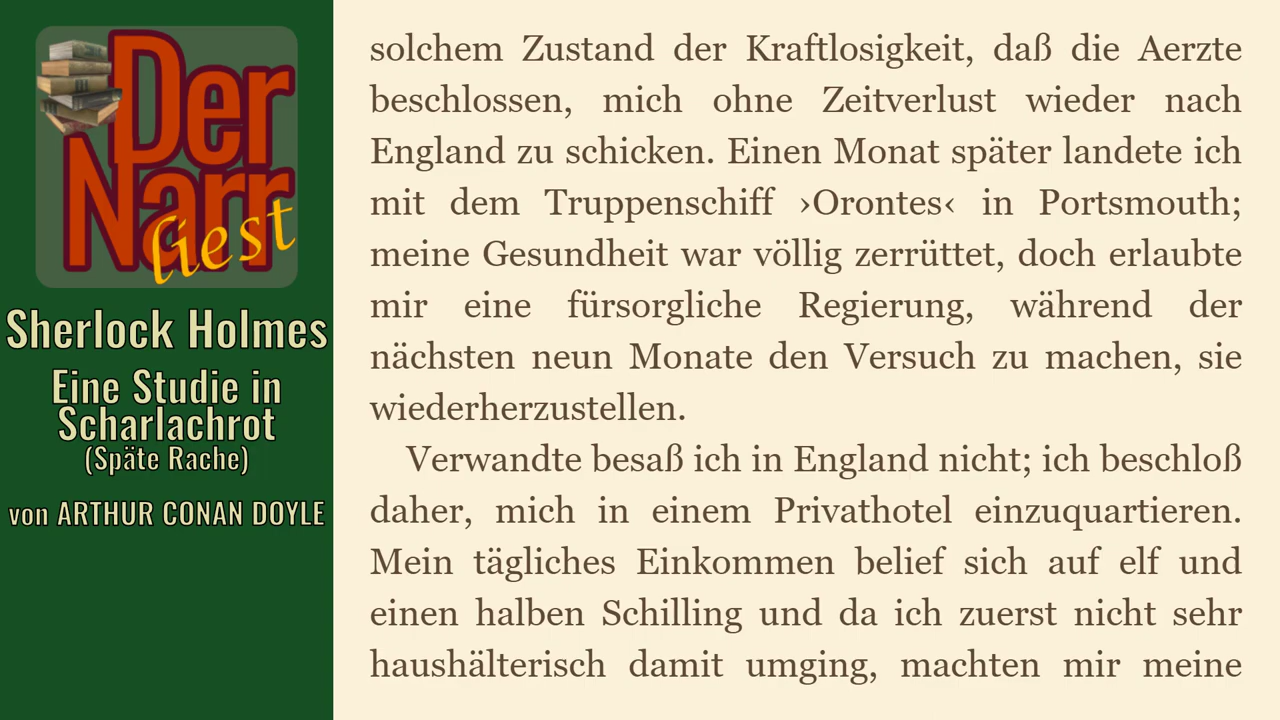 Der
Narr
liest
Sherlock Holmes
Eine Studie in
Scharlachrot
(Späte Rache)
von ARTHUR CONAN DOYLE
solchem Zustand der Kraftlosigkeit, daß die Aerzte
beschlossen, mich ohne Zeitverlust wieder nach
England zu schicken. Einen Monat später landete ich
mit dem Truppenschiff ›Orontes‹ in Portsmouth;
meine Gesundheit war völlig zerrüttet, doch erlaubte
mir eine fürsorgliche Regierung, während der
nächsten neun Monate den Versuch zu machen, sie
wiederherzustellen.
Verwandte besaß ich in England nicht; ich beschloß
daher, mich in einem Privathotel einzuquartieren.
Mein tägliches Einkommen belief sich auf elf und
einen halben Schilling und da ich zuerst nicht sehr
haushälterisch damit umging, machten mir meine